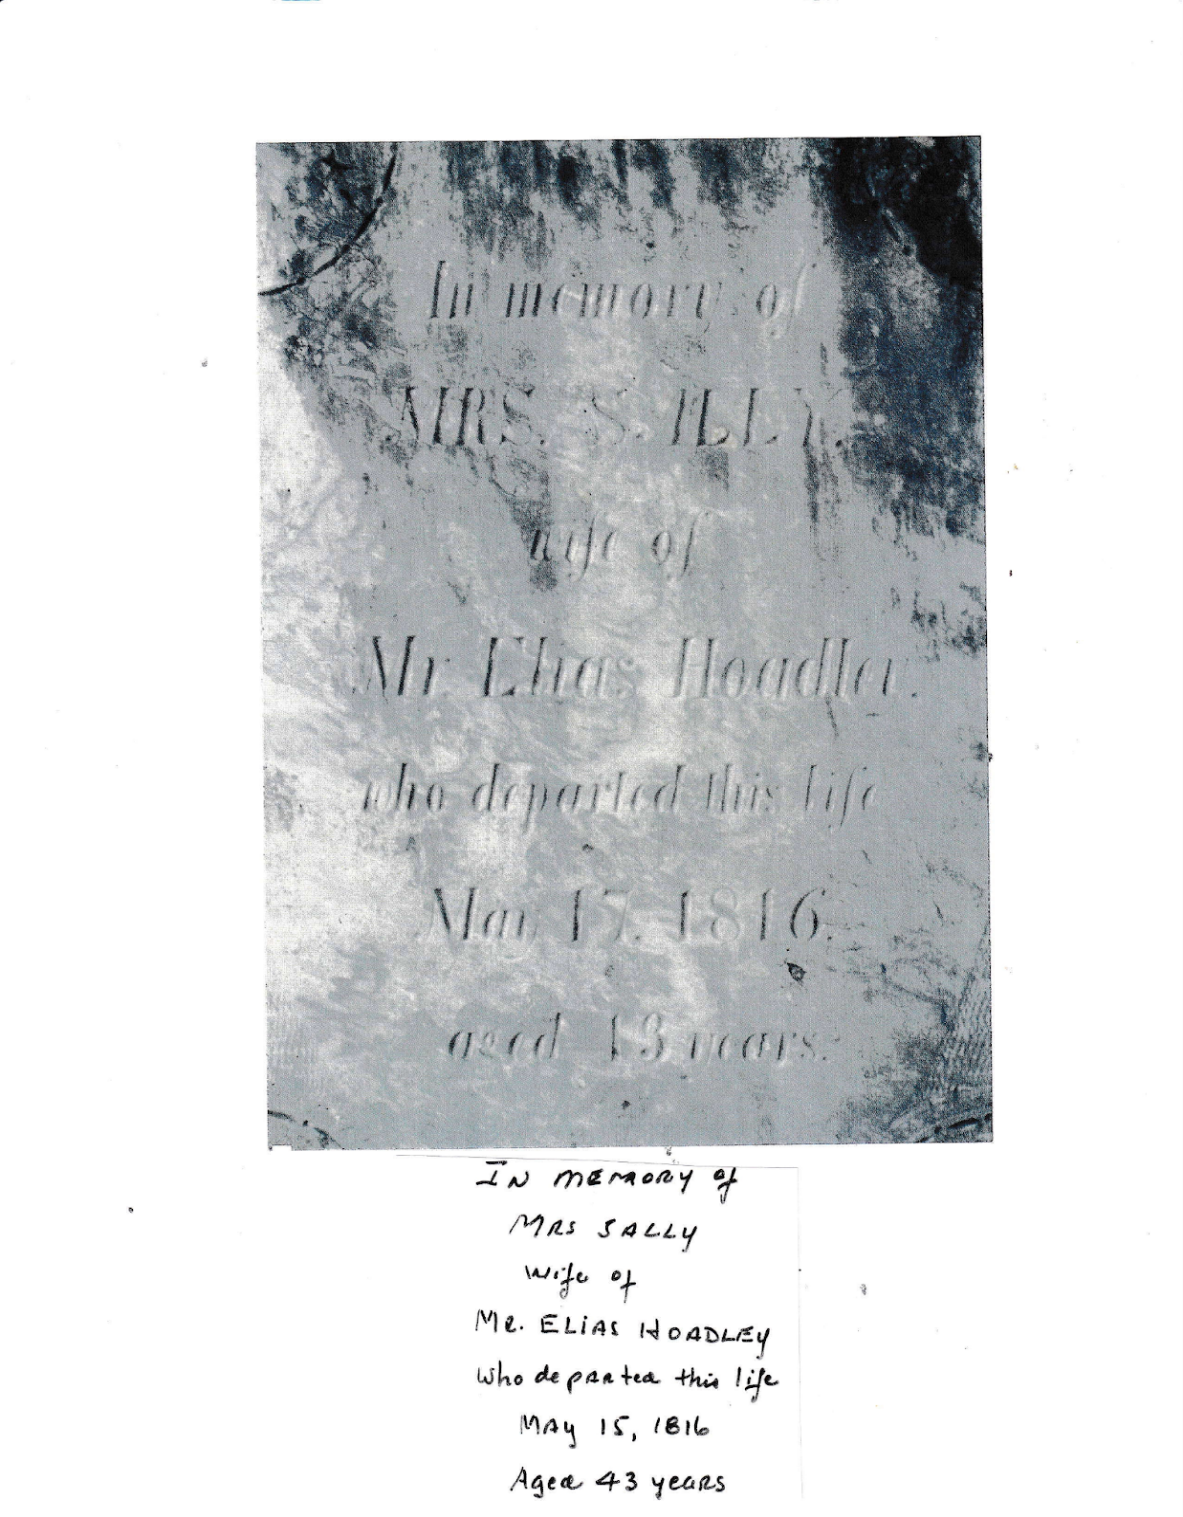 In memory of
MRS. SALLY.
wife of
Mr. Elias Hoadley.
who departed this life
May 17. 1816.
aged 43 years.
IN MEMORY of
MRS SALLY
Wife of
MR. ELIAS HOADLEY
Who departed this life
MAY 15, 1816
Aged 43 years